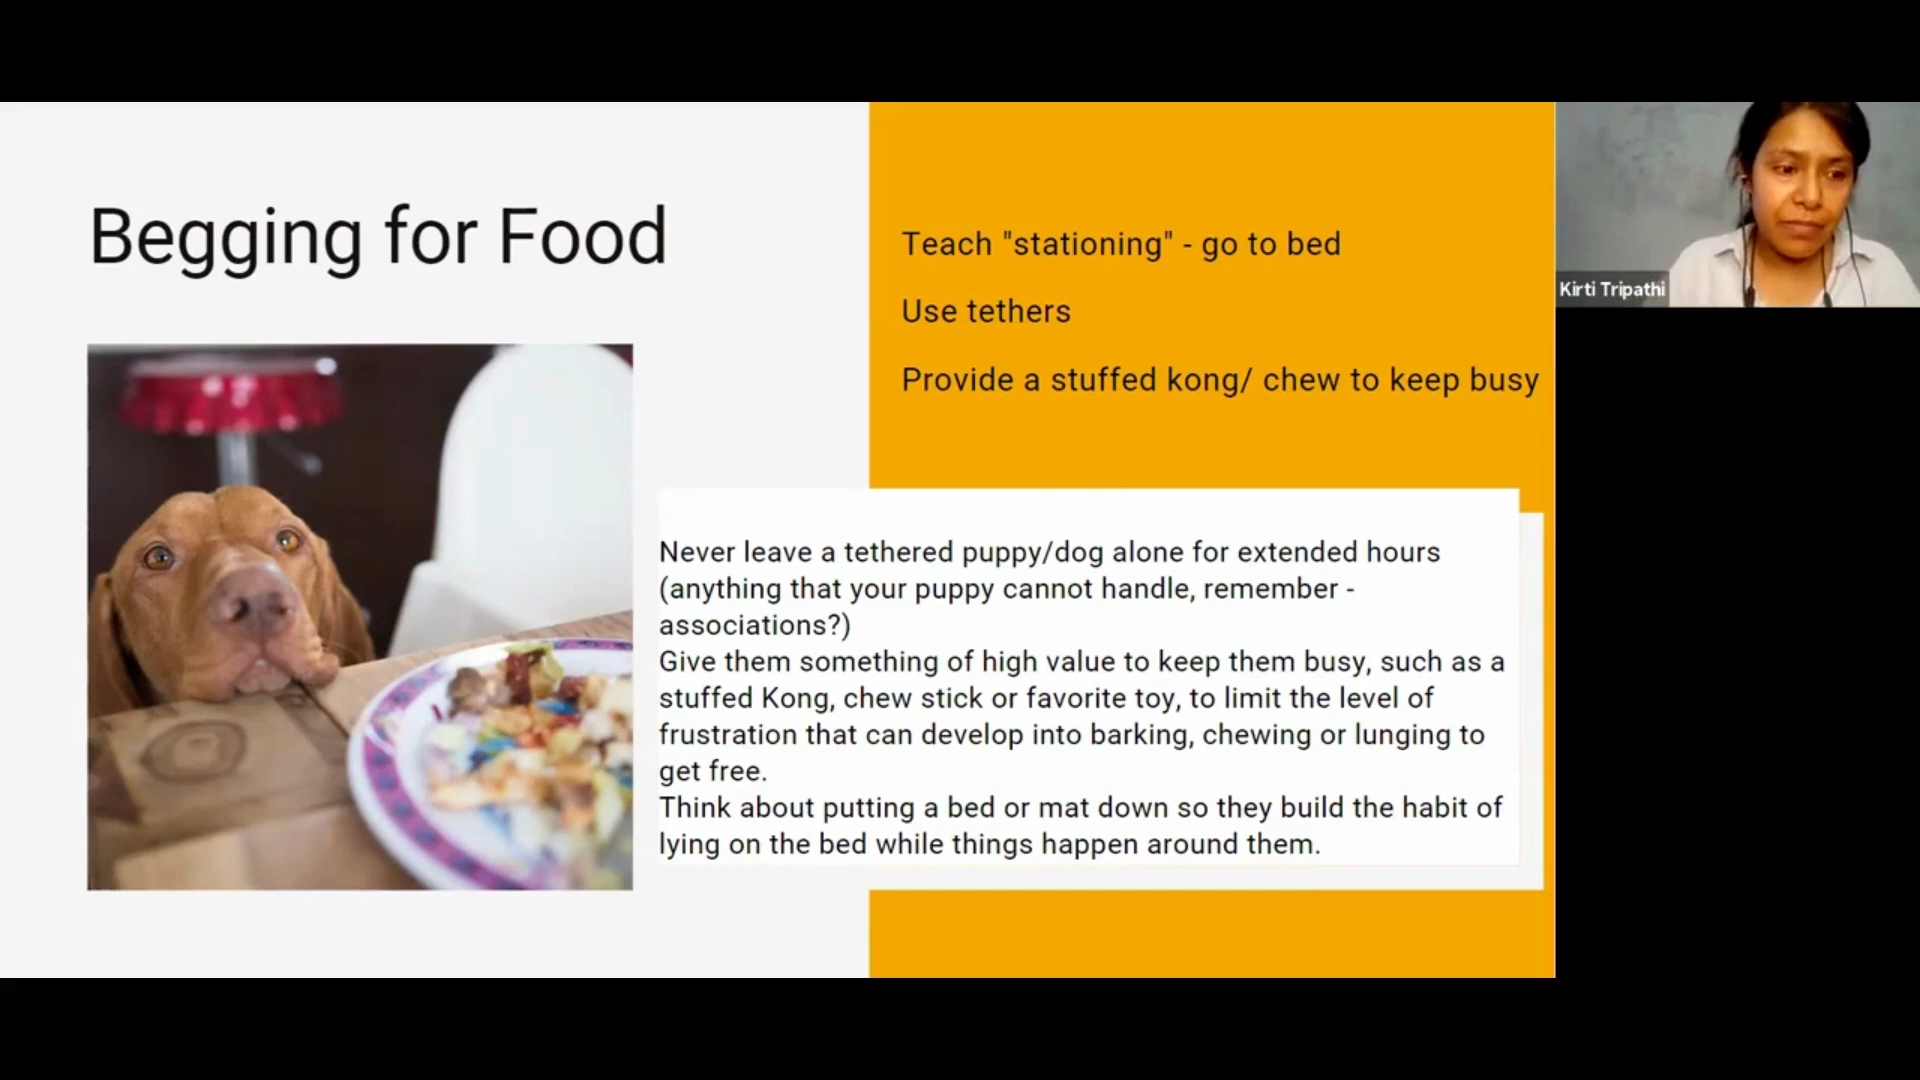 Begging for Food
Teach "stationing" - go to bed
Use tethers
Provide a stuffed kong/ chew to keep busy
Never leave a tethered puppy/dog alone for extended hours
(anything that your puppy cannot handle, remember -
associations?)
Give them something of high value to keep them busy, such as a
stuffed Kong, chew stick or favorite toy, to limit the level of
frustration that can develop into barking, chewing or lunging to
get free.
Think about putting a bed or mat down so they build the habit of
lying on the bed while things happen around them.
Kirti Tripathi